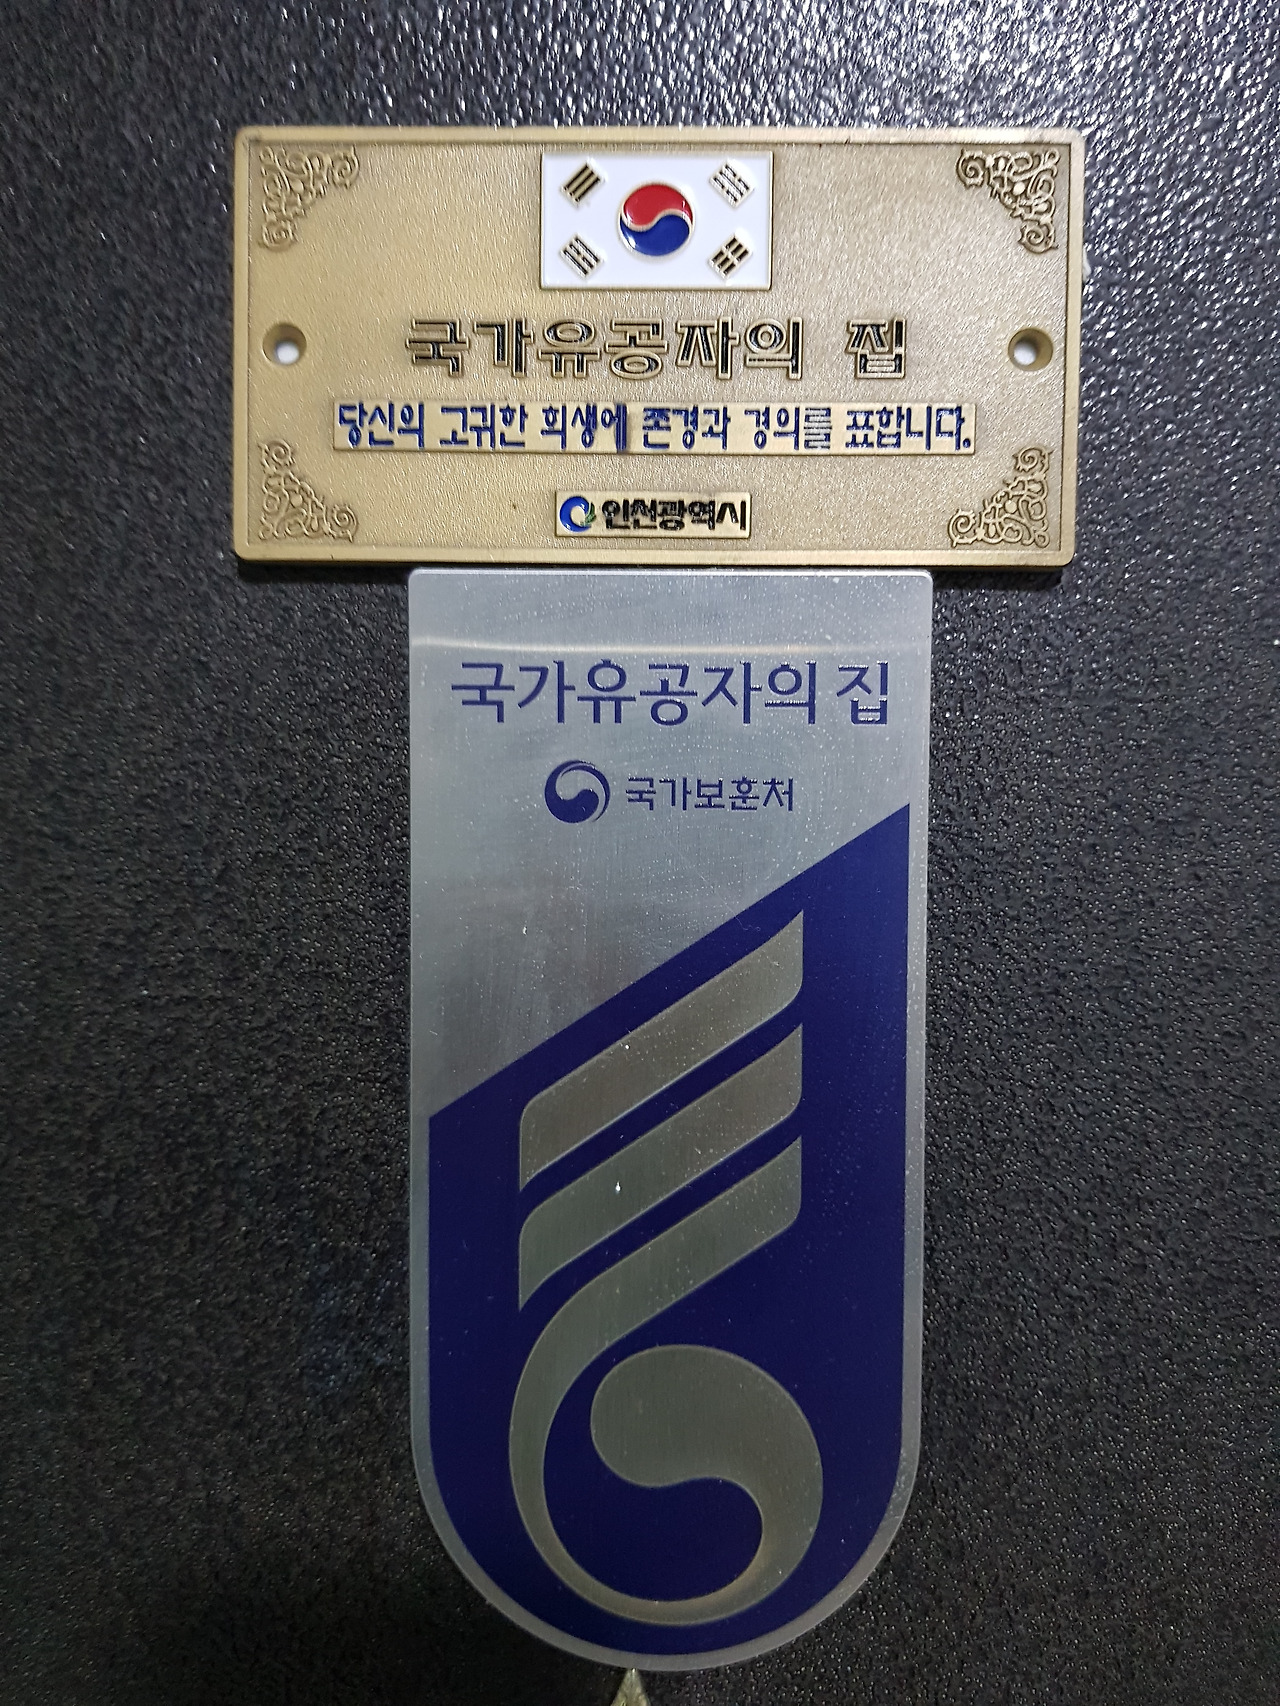 국가유공자의 집
당신의 고귀한 희생에 존경과 경의를 표합니다.
인천광역시
국가유공자의 집
국가보훈처